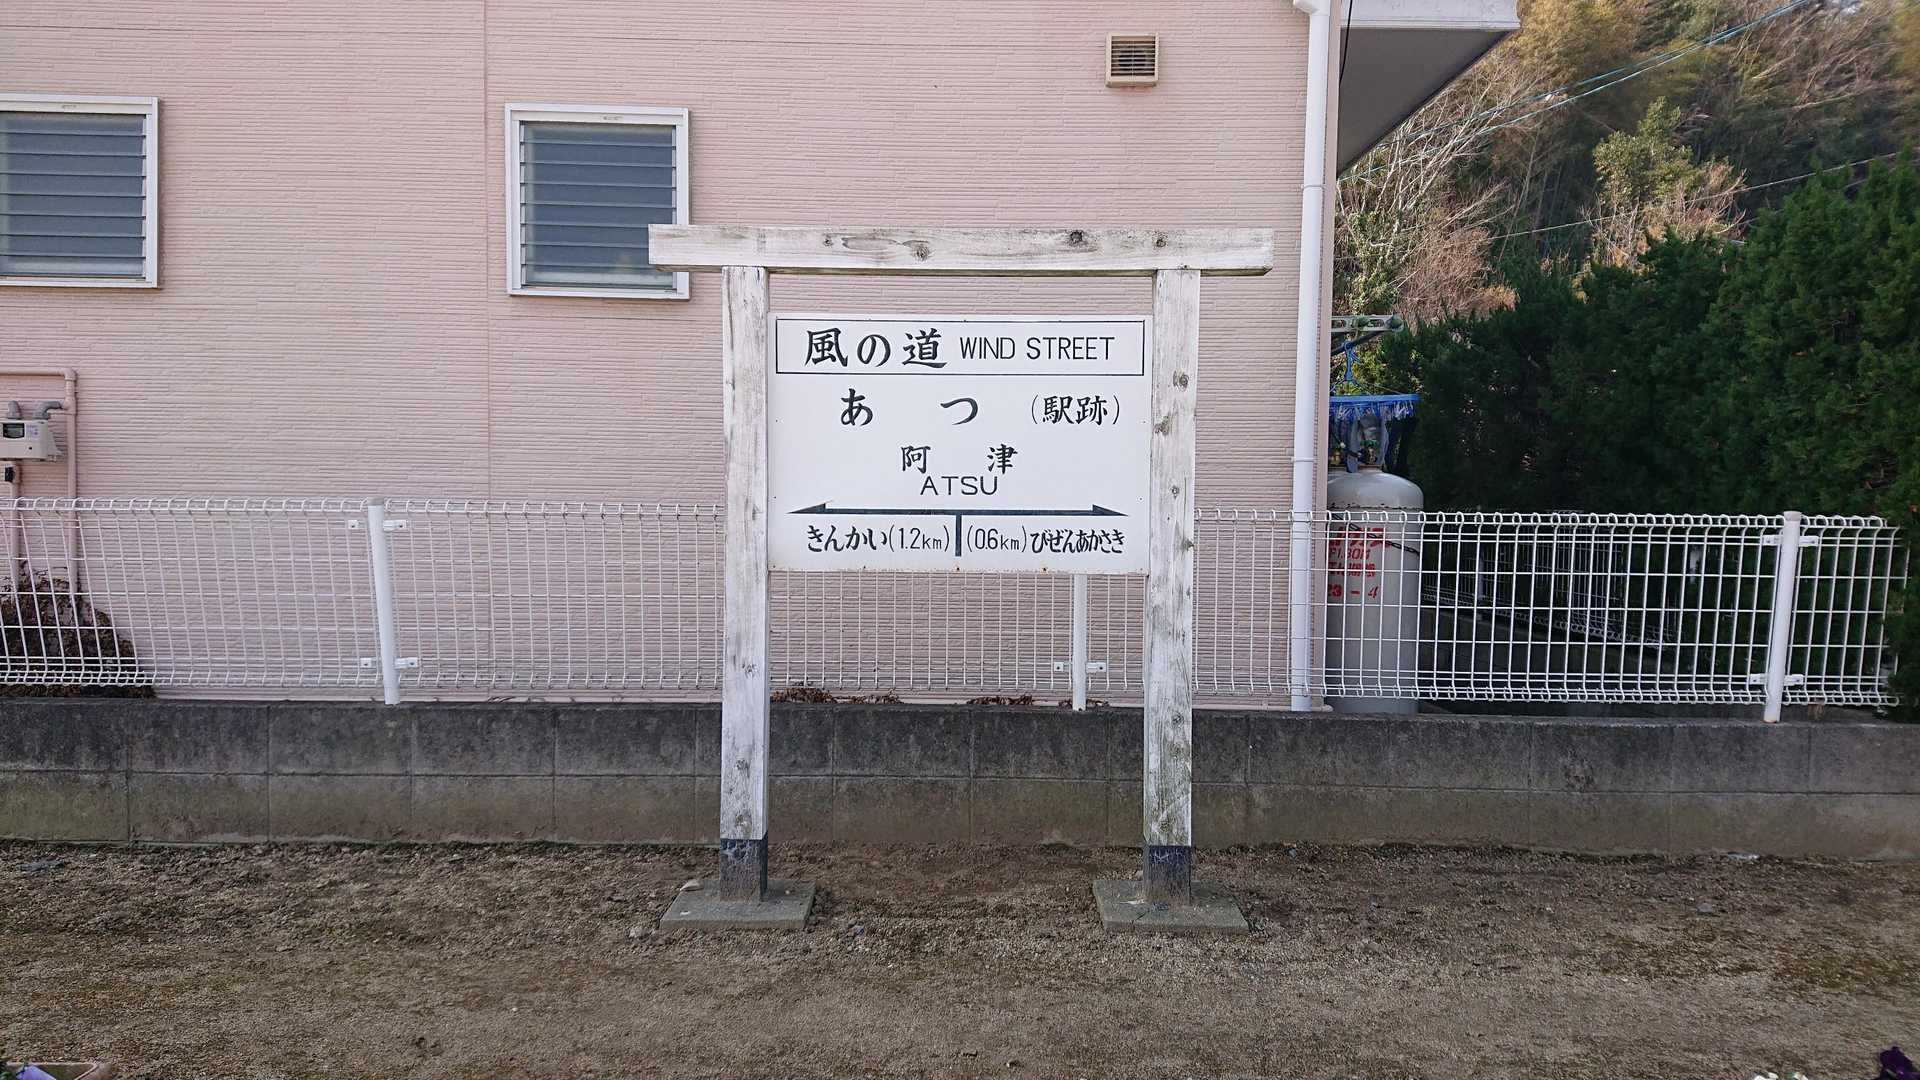 風の道 WIND STREET
あつ (駅跡)
阿津
ATSU
きんかい(1.2km) (0.6km)びぜんあかさき